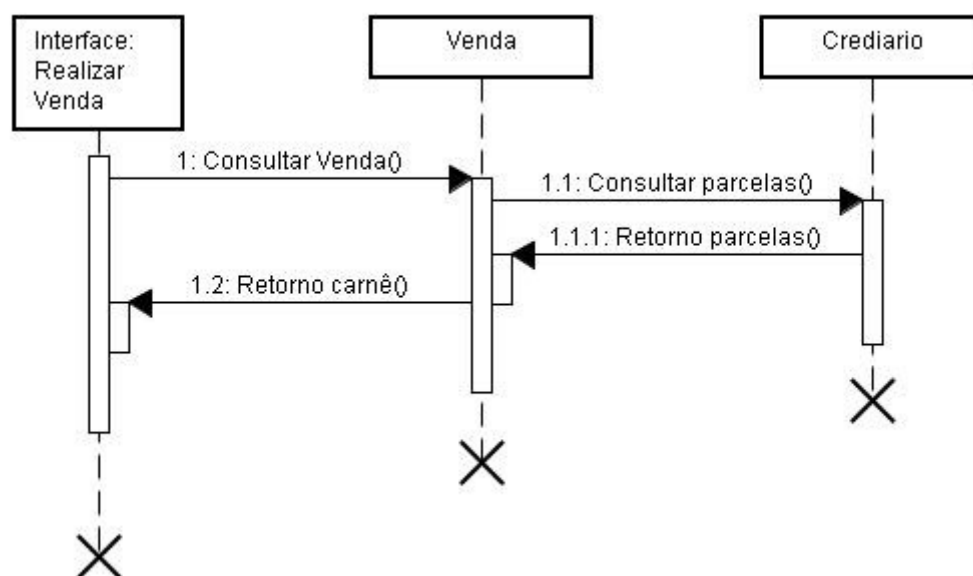 Interface:
Realizar
Venda
Venda
Crediario
1: Consultar Venda()
1.1: Consultar parcelas()
1.1.1: Retorno parcelas()
1.2: Retorno carnê()